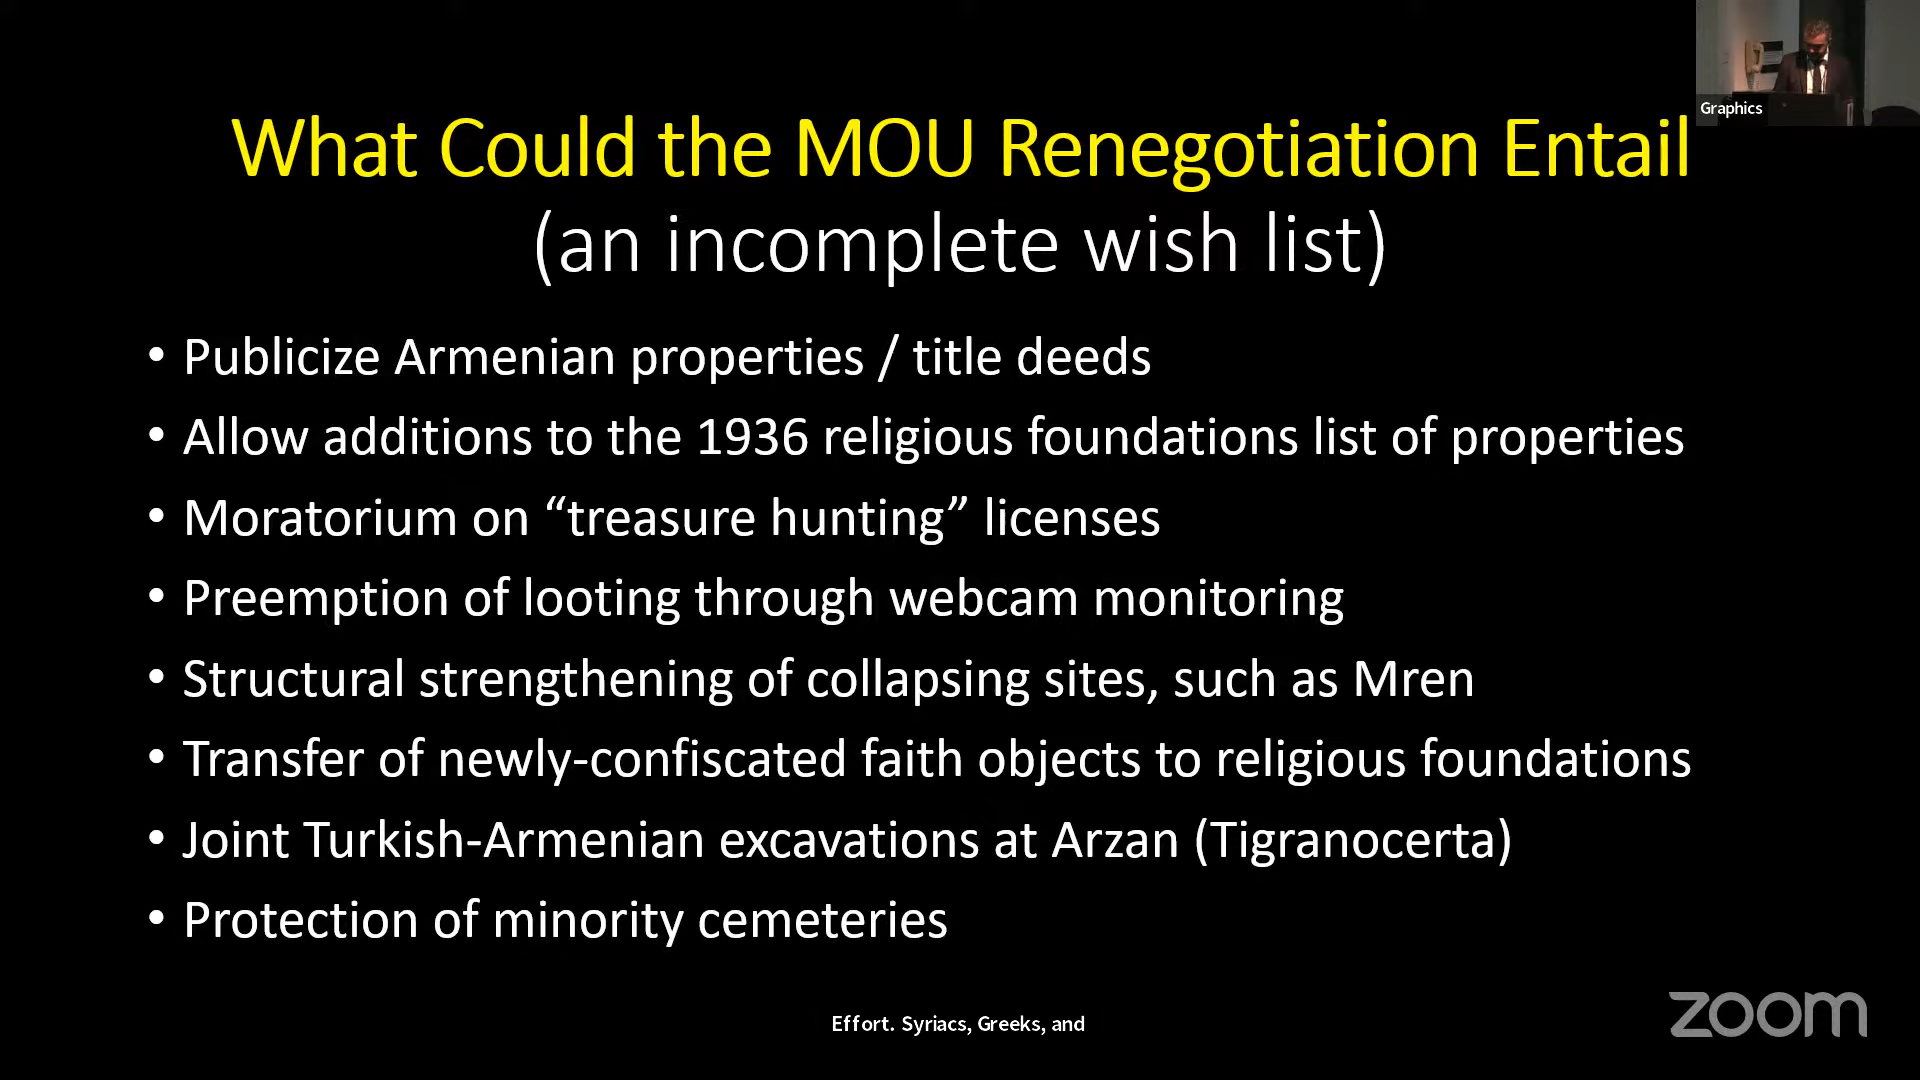 Graphics
What Could the MOU Renegotiation Entail
(an incomplete wish list)
• Publicize Armenian properties / title deeds
• Allow additions to the 1936 religious foundations list of properties
• Moratorium on “treasure hunting” licenses
• Preemption of looting through webcam monitoring
• Structural strengthening of collapsing sites, such as Mren
• Transfer of newly-confiscated faith objects to religious foundations
• Joint Turkish-Armenian excavations at Arzan (Tigranocerta)
• Protection of minority cemeteries
Effort. Syriacs, Greeks, and
zoom